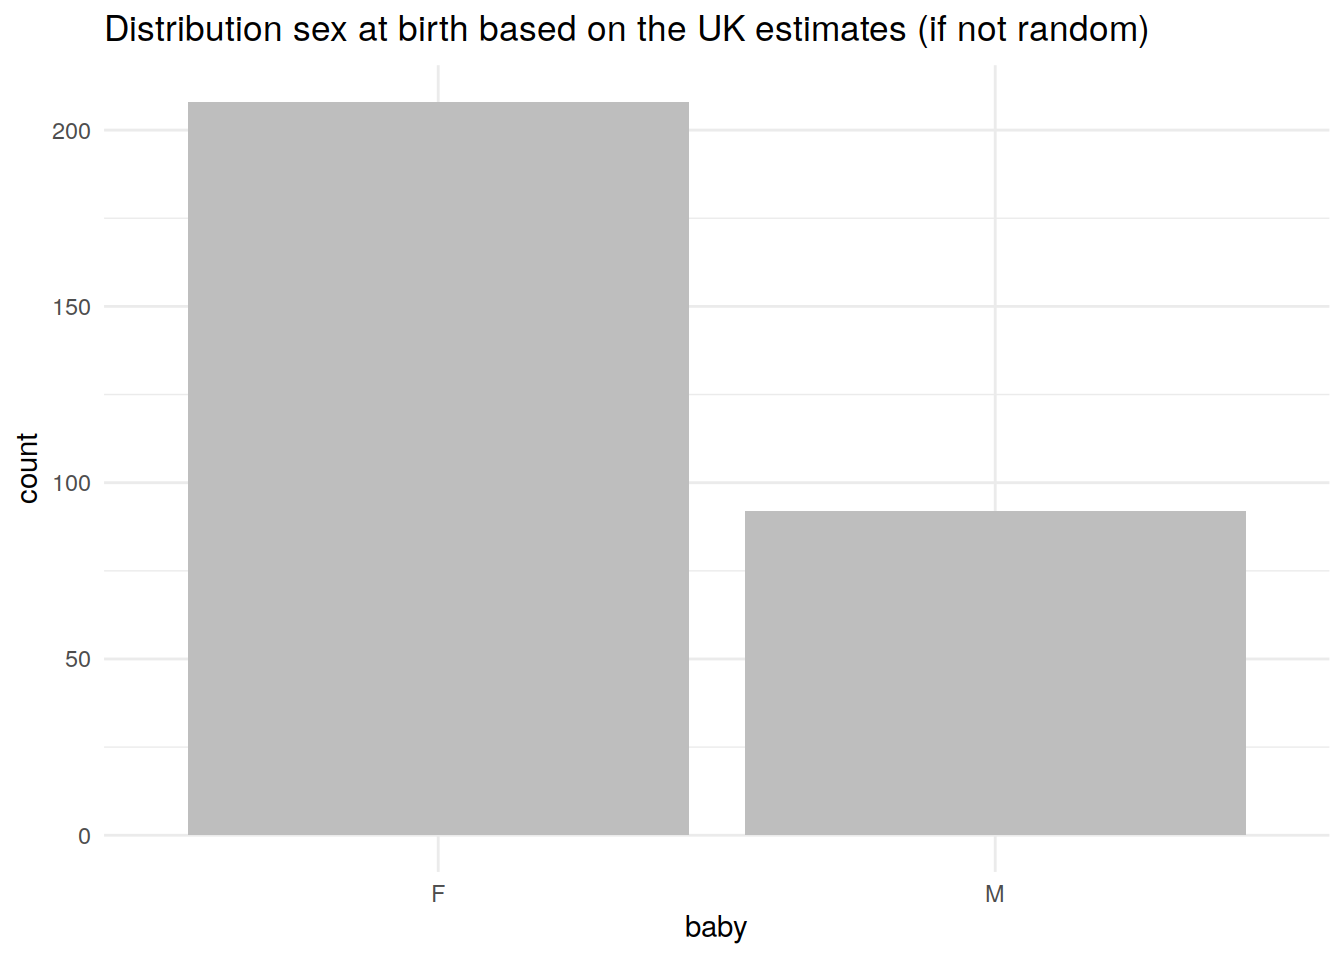 Distribution sex at birth based on the UK estimates (if not random)
200
150
100
50
0
count
F
M
baby